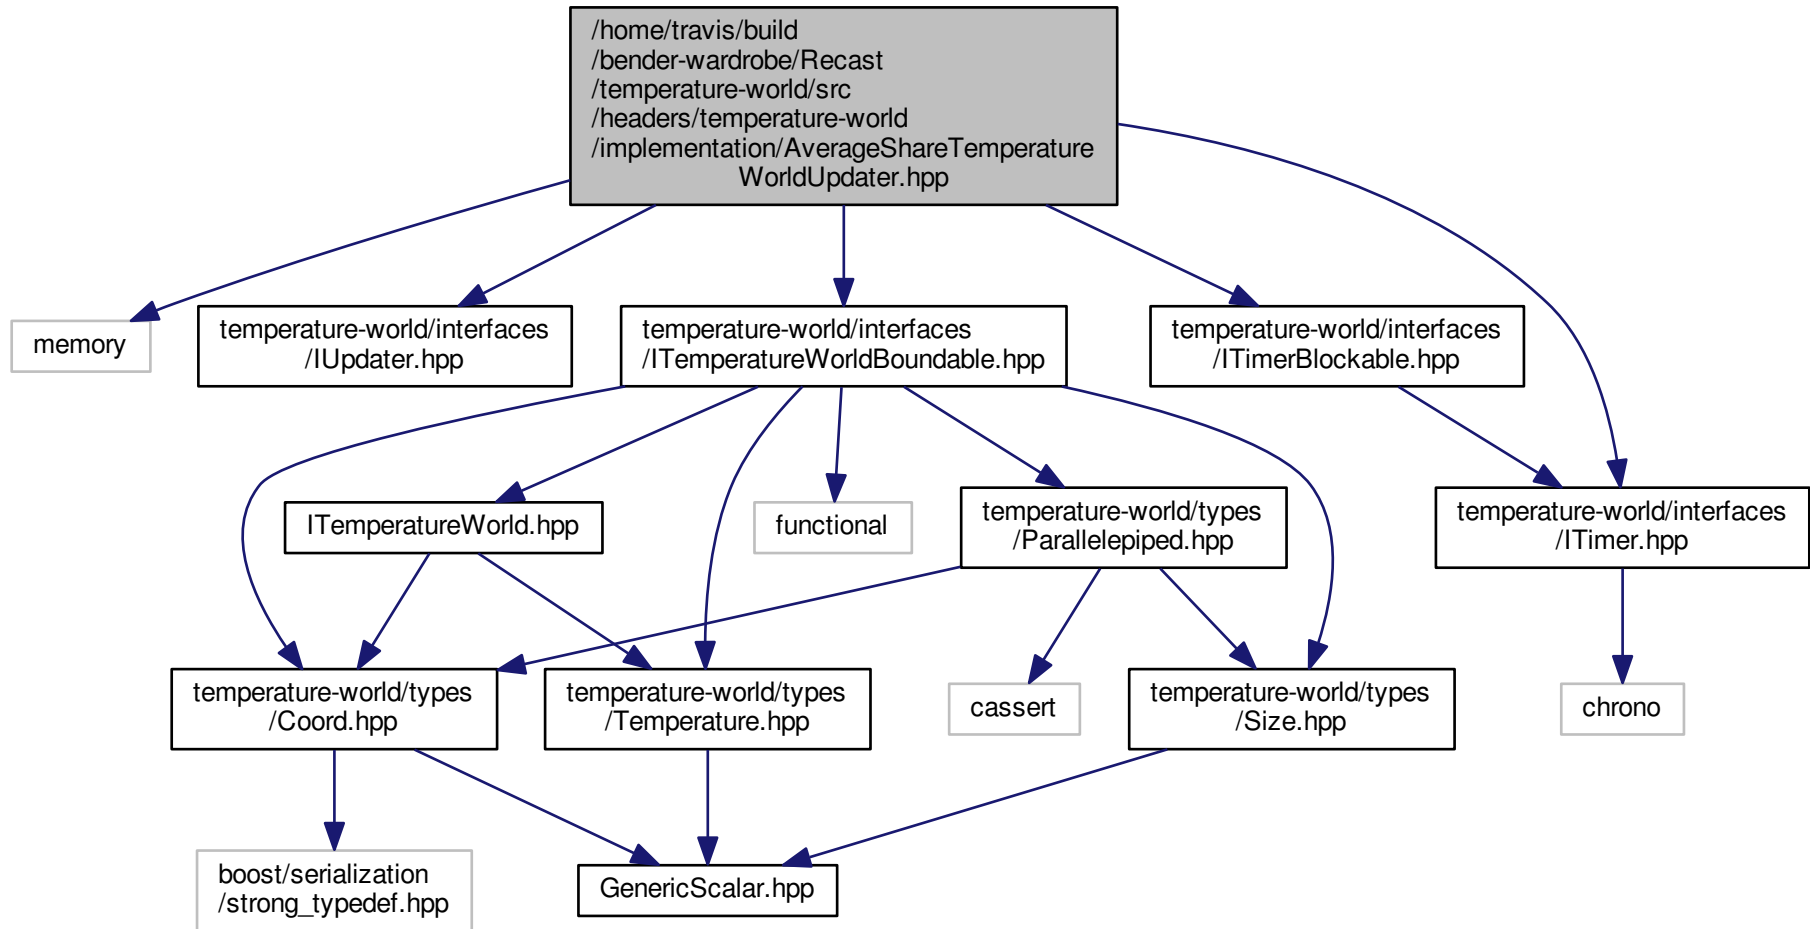 /home/travis/build
/bender-wardrobe/Recast
/temperature-world/src
/headers/temperature-world
/implementation/AverageShareTemperature
WorldUpdater.hpp
memory
temperature-world/interfaces
/IUpdater.hpp
temperature-world/interfaces
/ITemperatureWorldBoundable.hpp
temperature-world/interfaces
/ITimerBlockable.hpp
ITemperatureWorld.hpp
functional
temperature-world/types
/Parallelepiped.hpp
temperature-world/interfaces
/ITimer.hpp
temperature-world/types
/Coord.hpp
temperature-world/types
/Temperature.hpp
cassert
temperature-world/types
/Size.hpp
chrono
boost/serialization
/strong_typedef.hpp
GenericScalar.hpp